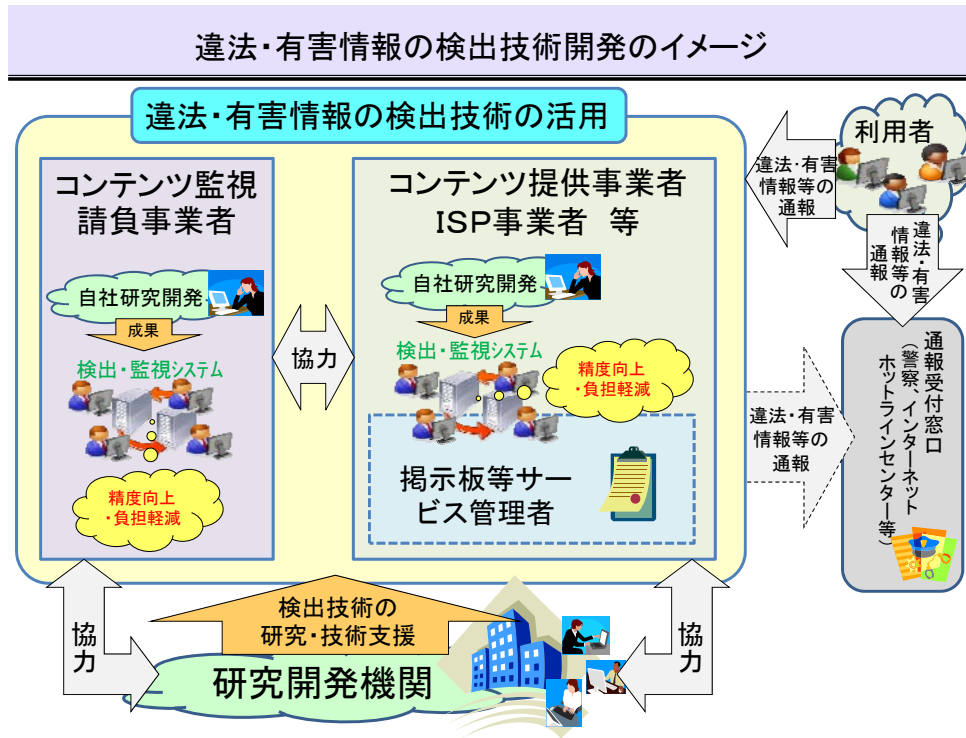 違法・有害情報の検出技術開発のイメージ
違法・有害情報の検出技術の活用
コンテンツ監視
請負事業者
自社研究開発
成果
検出・監視システム
精度向上
・負担軽減
協力
コンテンツ提供事業者
ISP事業者　等
自社研究開発
成果
検出・監視システム
精度向上
・負担軽減
掲示板等サー
ビス管理者
利用者
違法・有害
情報等の
通報
違法・有害
情報等の
通報
違法・有害
情報等の
通報
通報受付窓口
（警察、インターネット
ホットラインセンター等）
協力
検出技術の
研究・技術支援
研究開発機関
協力